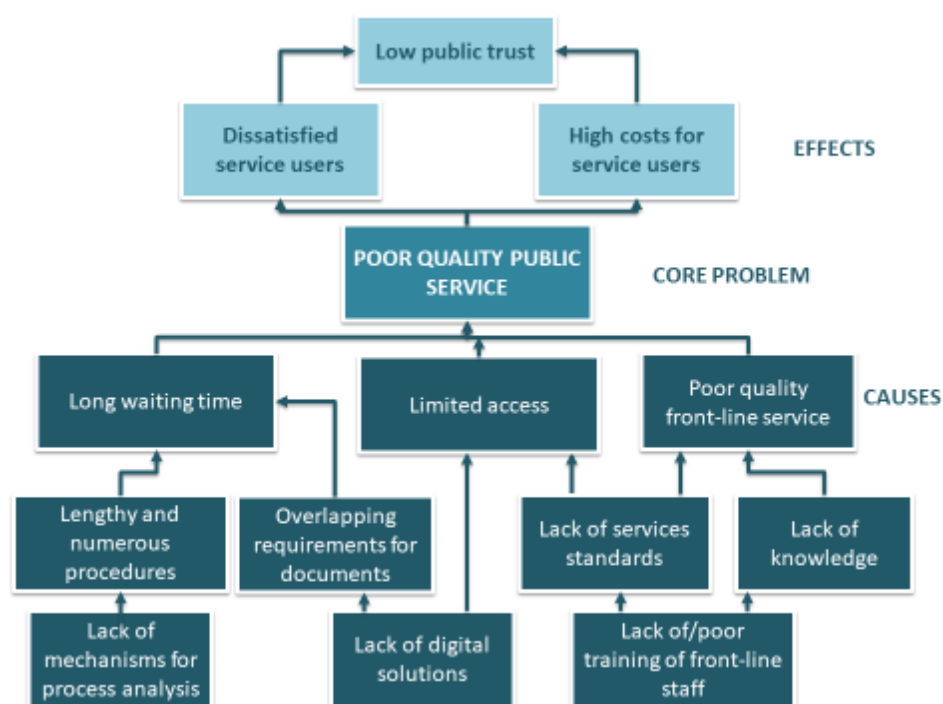 Low public trust
Dissatisfied
service users
High costs for
service users
EFFECTS
POOR QUALITY PUBLIC
SERVICE
CORE PROBLEM
Long waiting time
Limited access
Poor quality
front-line service
CAUSES
Lengthy and
numerous
procedures
Overlapping
requirements for
documents
Lack of services
standards
Lack of
knowledge
Lack of
mechanisms for
process analysis
Lack of digital
solutions
Lack of/poor
training of front-line
staff